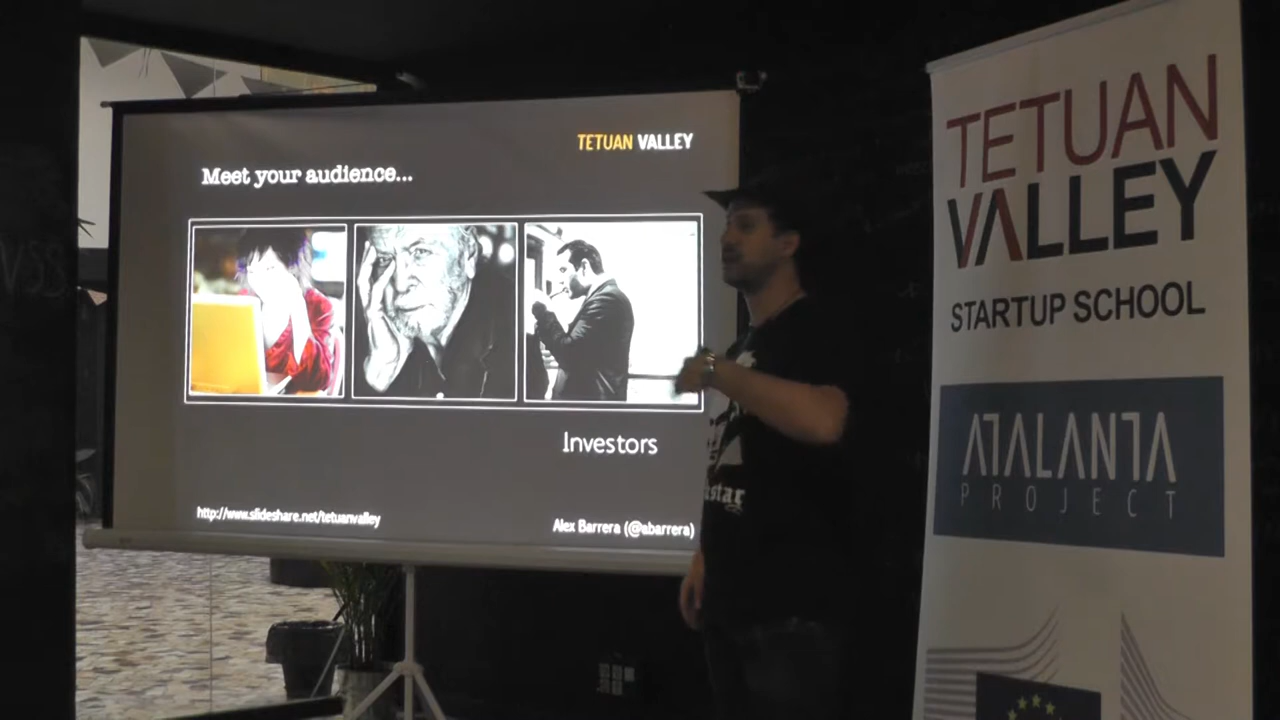 TETUAN VALLEY
Meet your audience...
Investors
http://www.slideshare.net/tetuanvalley
Alex Barrera (@abarrera)
TETUAN
VALLEY
STARTUP SCHOOL
ATALANTA
PROJECT